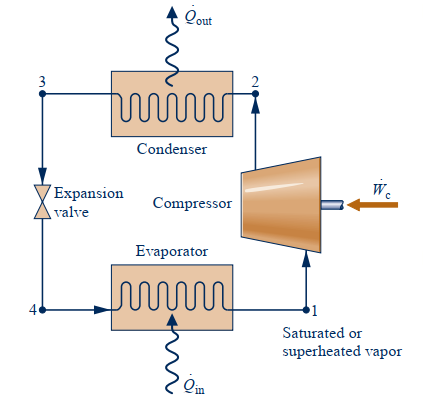 Q̇out
3
2
Condenser
Expansion
valve
Compressor
Ẇc
Evaporator
4
1
Saturated or
superheated vapor
Q̇in